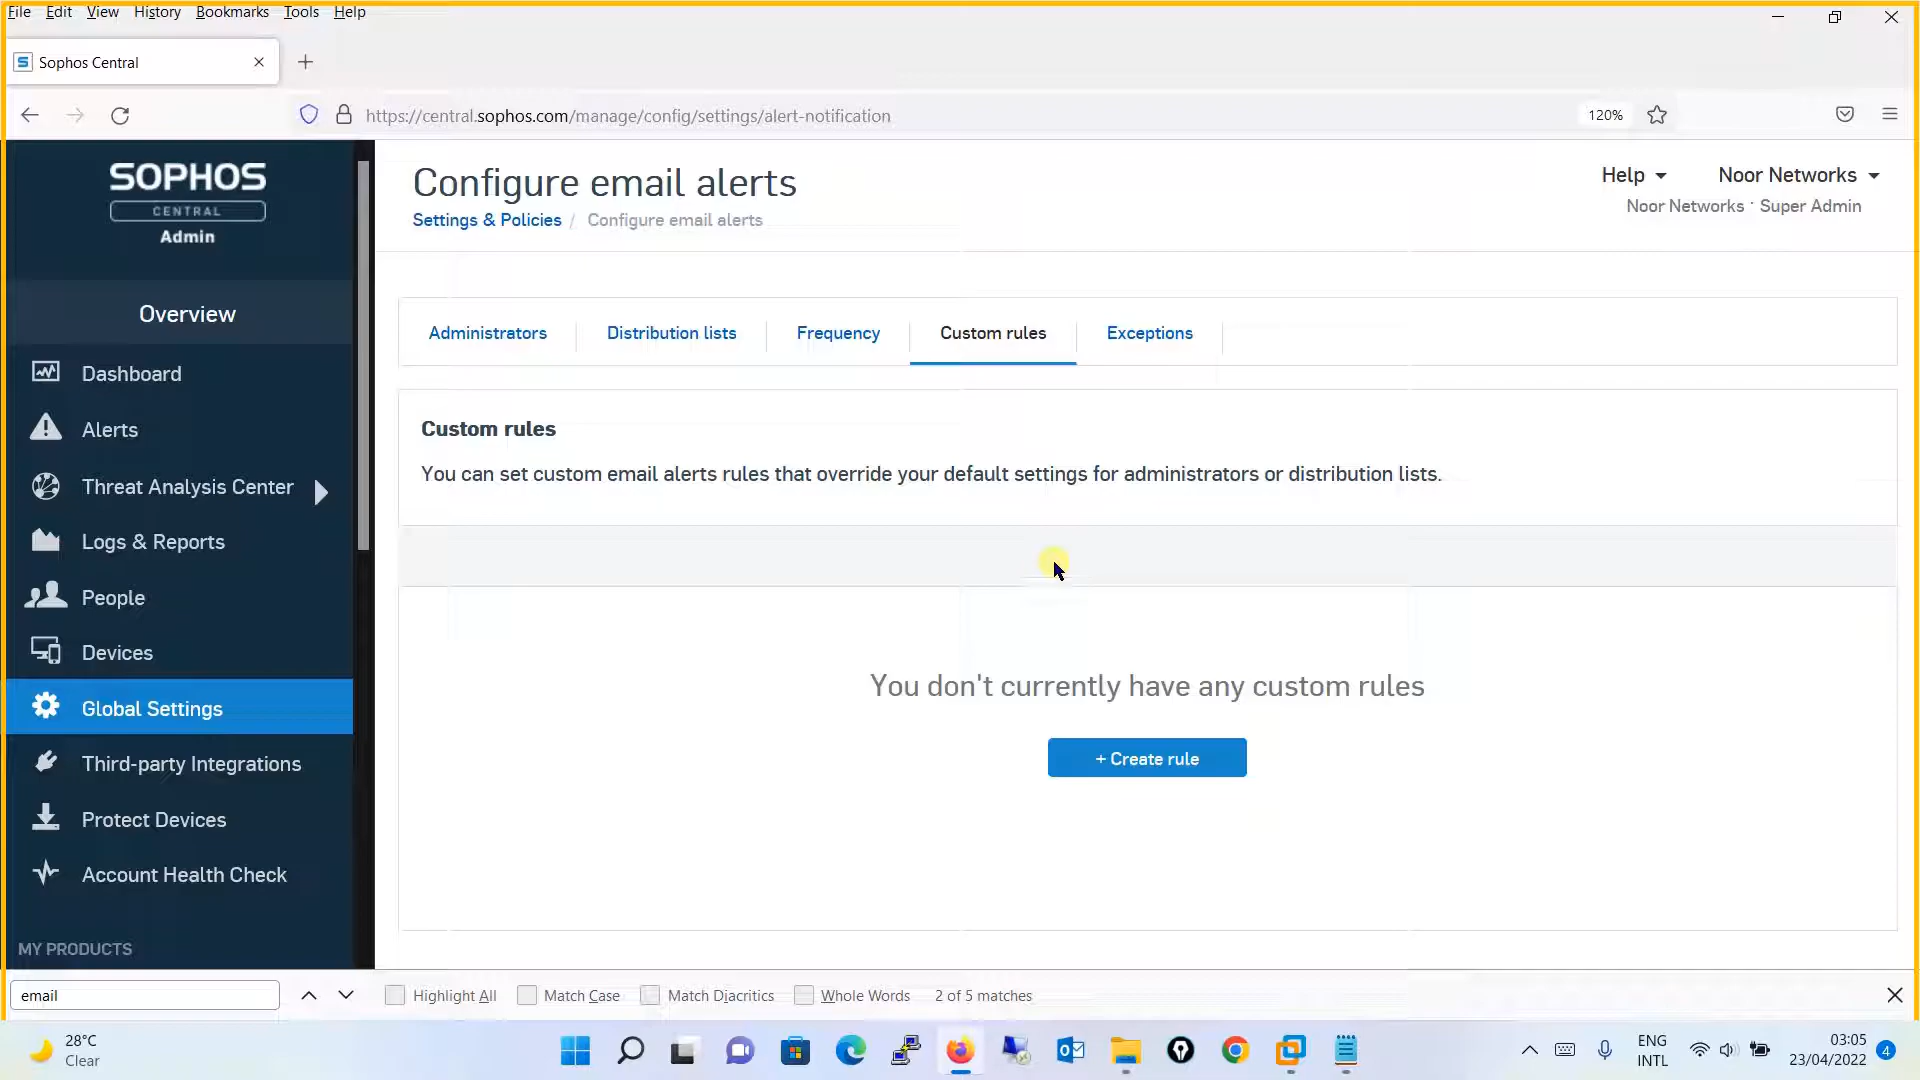 File Edit View History Bookmarks Tools Help
Sophos Central
https://central.sophos.com/manage/config/settings/alert-notification
120%
SOPHOS
CENTRAL
Admin
Configure email alerts
Settings & Policies / Configure email alerts
Help
Noor Networks
Noor Networks · Super Admin
Overview
Dashboard
Alerts
Threat Analysis Center
Logs & Reports
People
Devices
Global Settings
Third-party Integrations
Protect Devices
Account Health Check
MY PRODUCTS
Administrators
Distribution lists
Frequency
Custom rules
Exceptions
Custom rules
You can set custom email alerts rules that override your default settings for administrators or distribution lists.
You don't currently have any custom rules
+ Create rule
email
Highlight All
Match Case
Match Diacritics
Whole Words
2 of 5 matches
28°C
Clear
ENG
INTL
03:05
23/04/2022
4